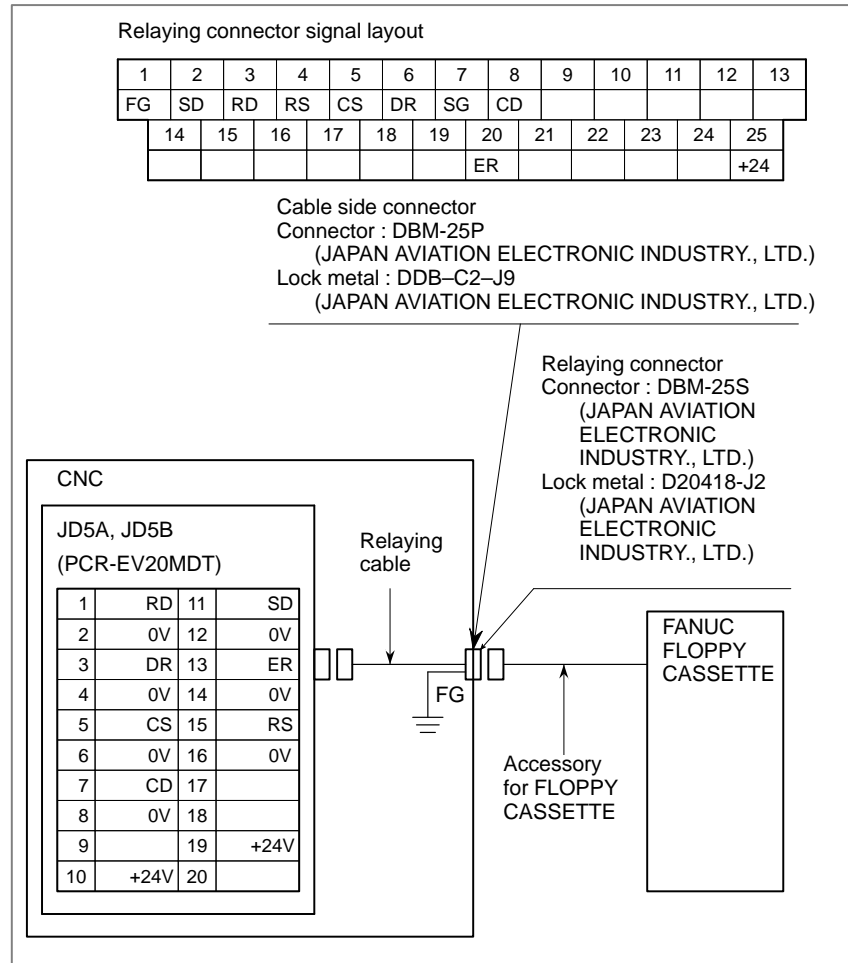 Relaying connector signal layout
1 2 3 4 5 6 7 8 9 10 11 12 13
FG SD RD RS CS DR SG CD
14 15 16 17 18 19 20 21 22 23 24 25
ER +24
Cable side connector
Connector : DBM-25P
(JAPAN AVIATION ELECTRONIC INDUSTRY., LTD.)
Lock metal : DDB–C2–J9
(JAPAN AVIATION ELECTRONIC INDUSTRY., LTD.)
Relaying connector
Connector : DBM-25S
(JAPAN AVIATION
ELECTRONIC
INDUSTRY., LTD.)
Lock metal : D20418-J2
(JAPAN AVIATION
ELECTRONIC
INDUSTRY., LTD.)
CNC
JD5A, JD5B
(PCR-EV20MDT)
1 RD 11 SD
2 0V 12 0V
3 DR 13 ER
4 0V 14 0V
5 CS 15 RS
6 0V 16 0V
7 CD 17
8 0V 18
9 19 +24V
10 +24V 20
Relaying
cable
FG
Accessory
for FLOPPY
CASSETTE
FANUC
FLOPPY
CASSETTE